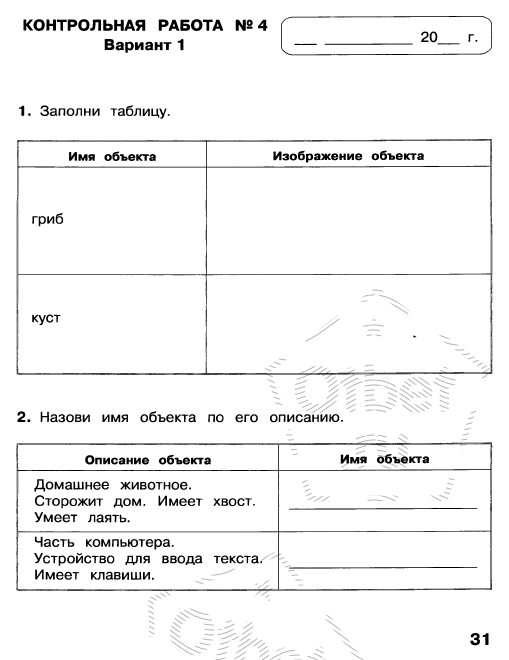 КОНТРОЛЬНАЯ РАБОТА № 4
Вариант 1
20 г.
1. Заполни таблицу.
Имя объекта Изображение объекта
гриб
куст
2. Назови имя объекта по его описанию.
Описание объекта Имя объекта
Домашнее животное.
Сторожит дом. Имеет хвост.
Умеет лаять.
Часть компьютера.
Устройство для ввода текста.
Имеет клавиши.
31